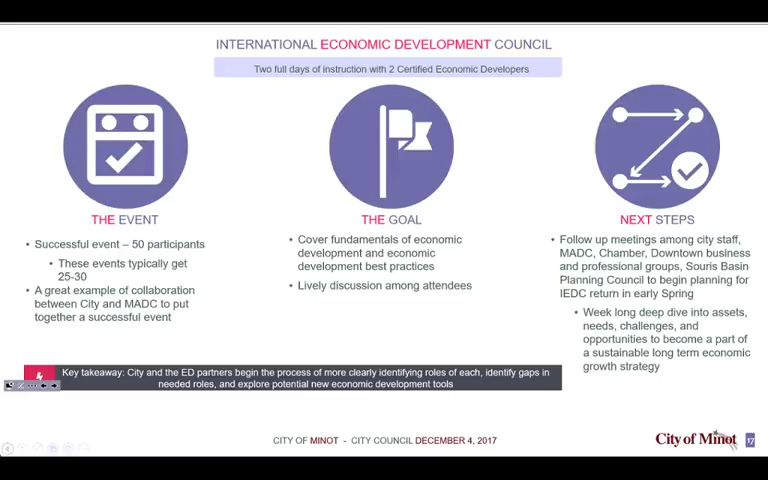 INTERNATIONAL ECONOMIC DEVELOPMENT COUNCIL
Two full days of instruction with 2 Certified Economic Developers
THE EVENT
• Successful event – 50 participants
• These events typically get
25-30
• A great example of collaboration
between City and MADC to put
together a successful event
THE GOAL
• Cover fundamentals of economic
development and economic
development best practices
• Lively discussion among attendees
NEXT STEPS
• Follow up meetings among city staff,
MADC, Chamber, Downtown business
and professional groups, Souris Basin
Planning Council to begin planning for
IEDC return in early Spring
• Week long deep dive into assets,
needs, challenges, and
opportunities to become a part of
a sustainable long term economic
growth strategy
Key takeaway: City and the ED partners begin the process of more clearly identifying roles of each, identify gaps in
needed roles, and explore potential new economic development tools
CITY OF MINOT - CITY COUNCIL DECEMBER 4, 2017
City of Minot
17